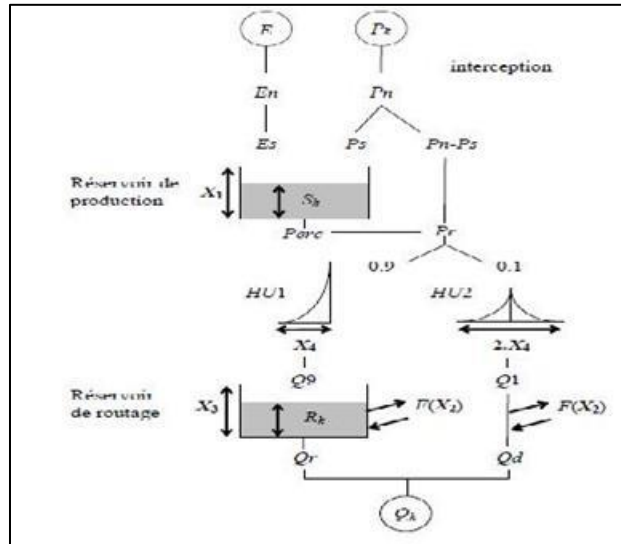 E Pk
interception
En Pn
Es Ps Pn-Ps
Réservoir de
production
X1
Sk
Perc Pr
0.9 0.1
HU1 HU2
X4 2.X4
Q9 Q1
Réservoir
de routage
X3
Rk
F(X2) F(X2)
Qr Qd
Qk